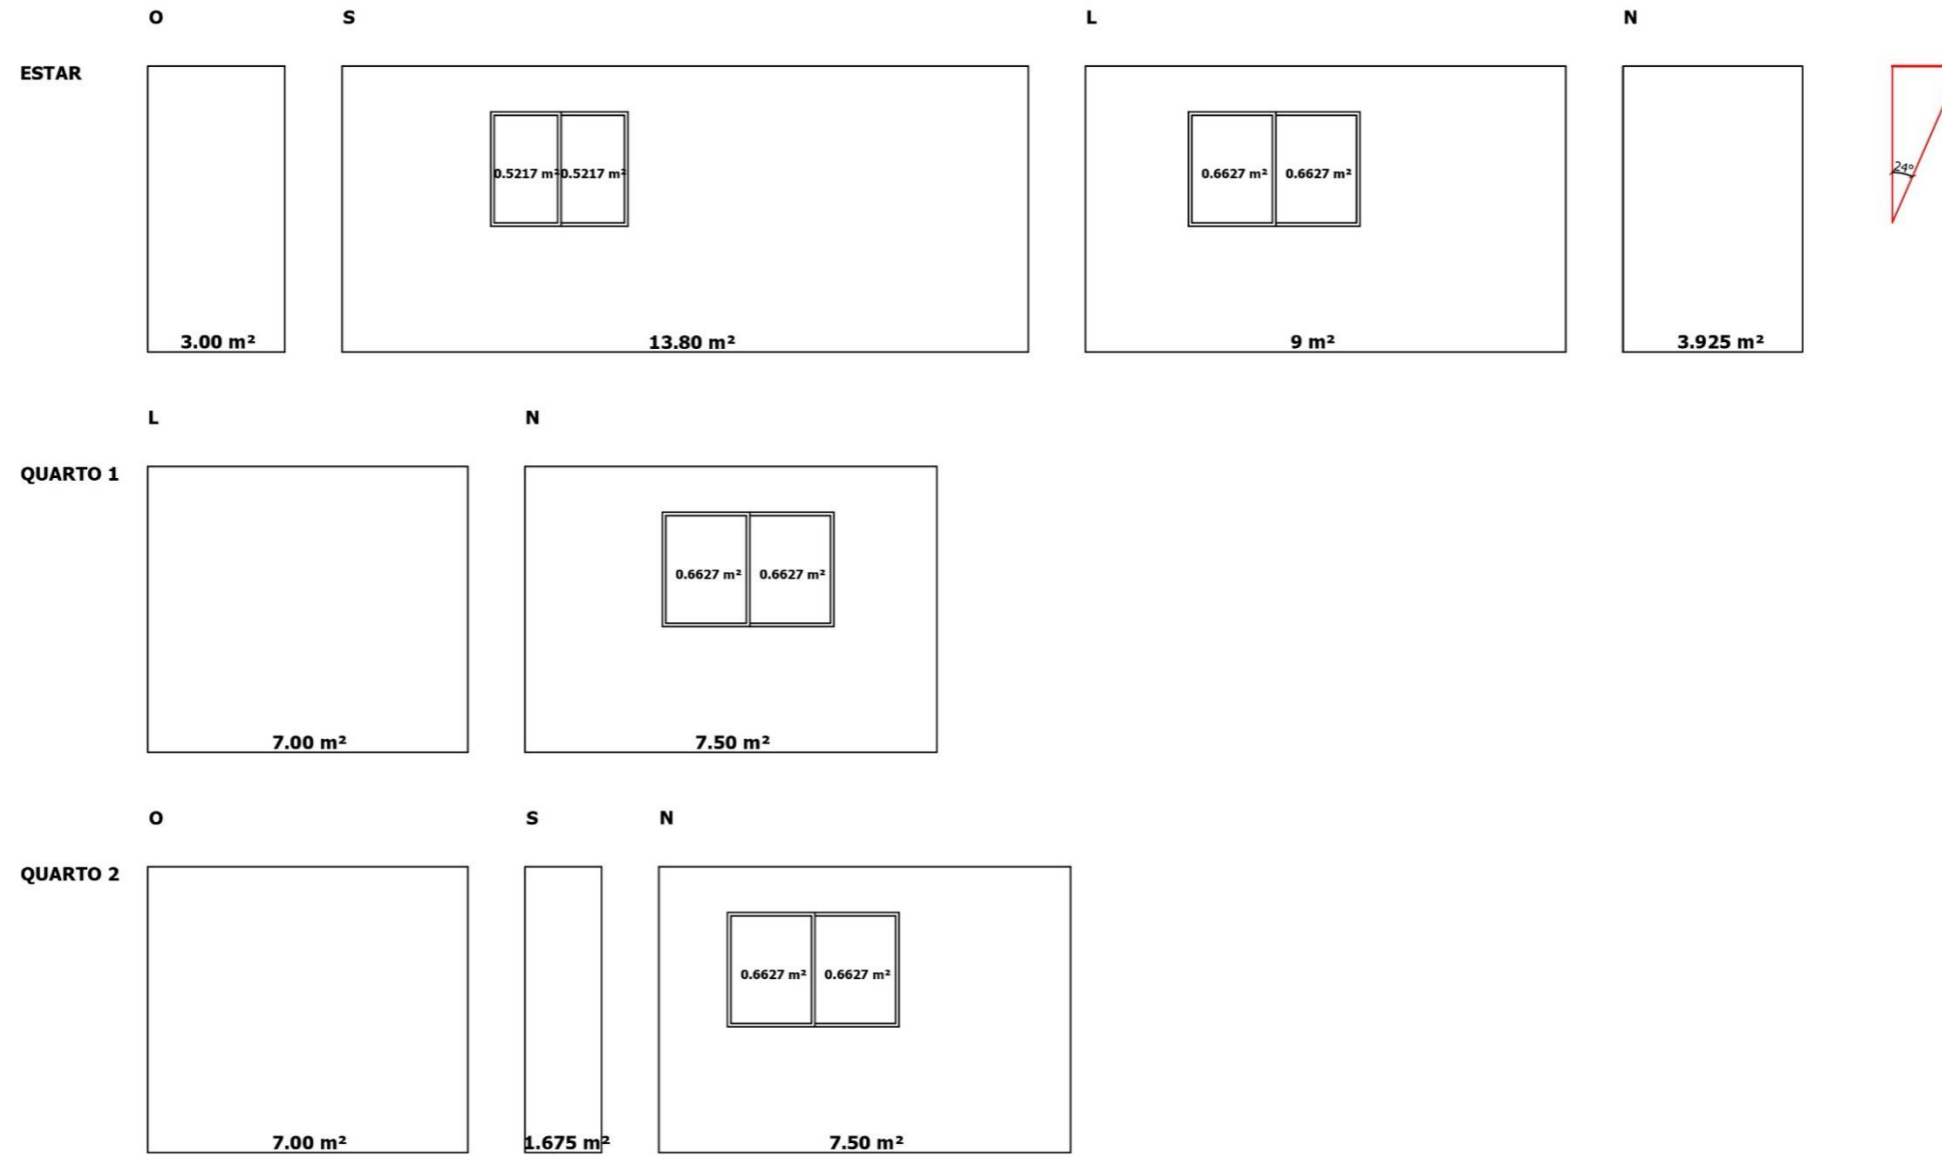 O S L N
ESTAR
0.5217 m² 0.5217 m² 0.6627 m² 0.6627 m² 24°
3.00 m² 13.80 m² 9 m² 3.925 m²
L N
QUARTO 1
0.6627 m² 0.6627 m²
7.00 m² 7.50 m²
O S N
QUARTO 2
0.6627 m² 0.6627 m²
7.00 m² 1.675 m² 7.50 m²